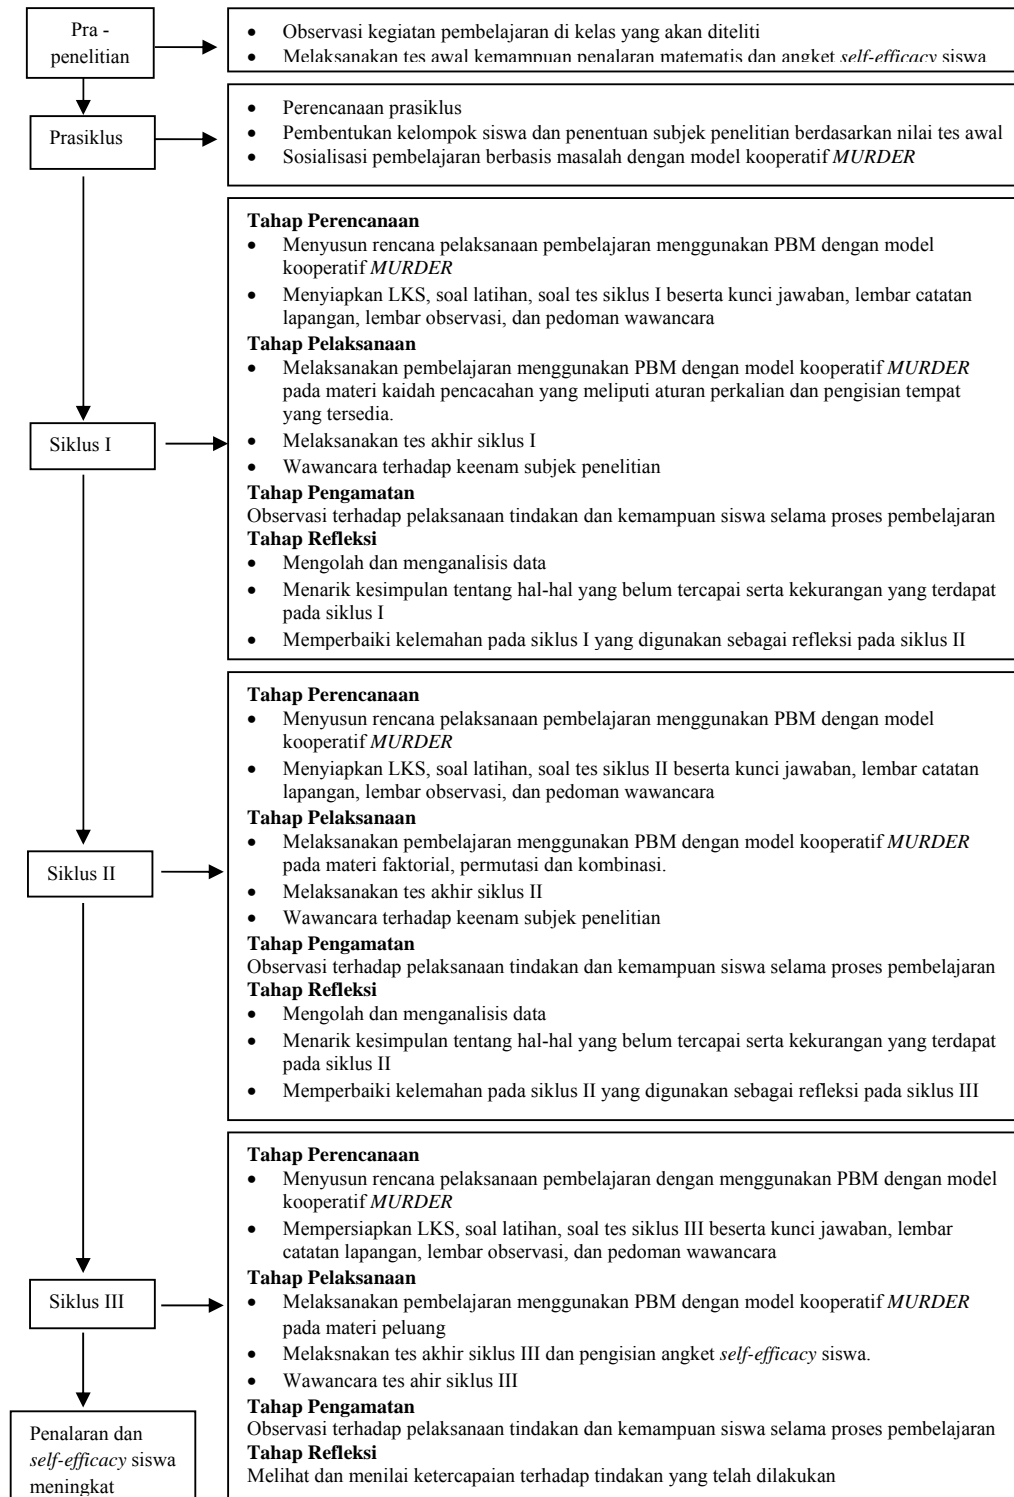 Pra -
penelitian
• Observasi kegiatan pembelajaran di kelas yang akan diteliti
• Melaksanakan tes awal kemampuan penalaran matematis dan angket self-efficacy siswa
Prasiklus
• Perencanaan prasiklus
• Pembentukan kelompok siswa dan penentuan subjek penelitian berdasarkan nilai tes awal
• Sosialisasi pembelajaran berbasis masalah dengan model kooperatif MURDER
Siklus I
Tahap Perencanaan
• Menyusun rencana pelaksanaan pembelajaran menggunakan PBM dengan model
kooperatif MURDER
• Menyiapkan LKS, soal latihan, soal tes siklus I beserta kunci jawaban, lembar catatan
lapangan, lembar observasi, dan pedoman wawancara
Tahap Pelaksanaan
• Melaksanakan pembelajaran menggunakan PBM dengan model kooperatif MURDER
pada materi kaidah pencacahan yang meliputi aturan perkalian dan pengisian tempat
yang tersedia.
• Melaksanakan tes akhir siklus I
• Wawancara terhadap keenam subjek penelitian
Tahap Pengamatan
Observasi terhadap pelaksanaan tindakan dan kemampuan siswa selama proses pembelajaran
Tahap Refleksi
• Mengolah dan menganalisis data
• Menarik kesimpulan tentang hal-hal yang belum tercapai serta kekurangan yang terdapat
pada siklus I
• Memperbaiki kelemahan pada siklus I yang digunakan sebagai refleksi pada siklus II
Siklus II
Tahap Perencanaan
• Menyusun rencana pelaksanaan pembelajaran menggunakan PBM dengan model
kooperatif MURDER
• Menyiapkan LKS, soal latihan, soal tes siklus II beserta kunci jawaban, lembar catatan
lapangan, lembar observasi, dan pedoman wawancara
Tahap Pelaksanaan
• Melaksanakan pembelajaran menggunakan PBM dengan model kooperatif MURDER
pada materi faktorial, permutasi dan kombinasi.
• Melaksanakan tes akhir siklus II
• Wawancara terhadap keenam subjek penelitian
Tahap Pengamatan
Observasi terhadap pelaksanaan tindakan dan kemampuan siswa selama proses pembelajaran
Tahap Refleksi
• Mengolah dan menganalisis data
• Menarik kesimpulan tentang hal-hal yang belum tercapai serta kekurangan yang terdapat
pada siklus II
• Memperbaiki kelemahan pada siklus II yang digunakan sebagai refleksi pada siklus III
Siklus III
Tahap Perencanaan
• Menyusun rencana pelaksanaan pembelajaran dengan menggunakan PBM dengan model
kooperatif MURDER
• Mempersiapkan LKS, soal latihan, soal tes siklus III beserta kunci jawaban, lembar
catatan lapangan, lembar observasi, dan pedoman wawancara
Tahap Pelaksanaan
• Melaksanakan pembelajaran menggunakan PBM dengan model kooperatif MURDER
pada materi peluang
• Melaksnakan tes akhir siklus III dan pengisian angket self-efficacy siswa.
• Wawancara tes ahir siklus III
Tahap Pengamatan
Observasi terhadap pelaksanaan tindakan dan kemampuan siswa selama proses pembelajaran
Tahap Refleksi
Melihat dan menilai ketercapaian terhadap tindakan yang telah dilakukan
Penalaran dan
self-efficacy siswa
meningkat